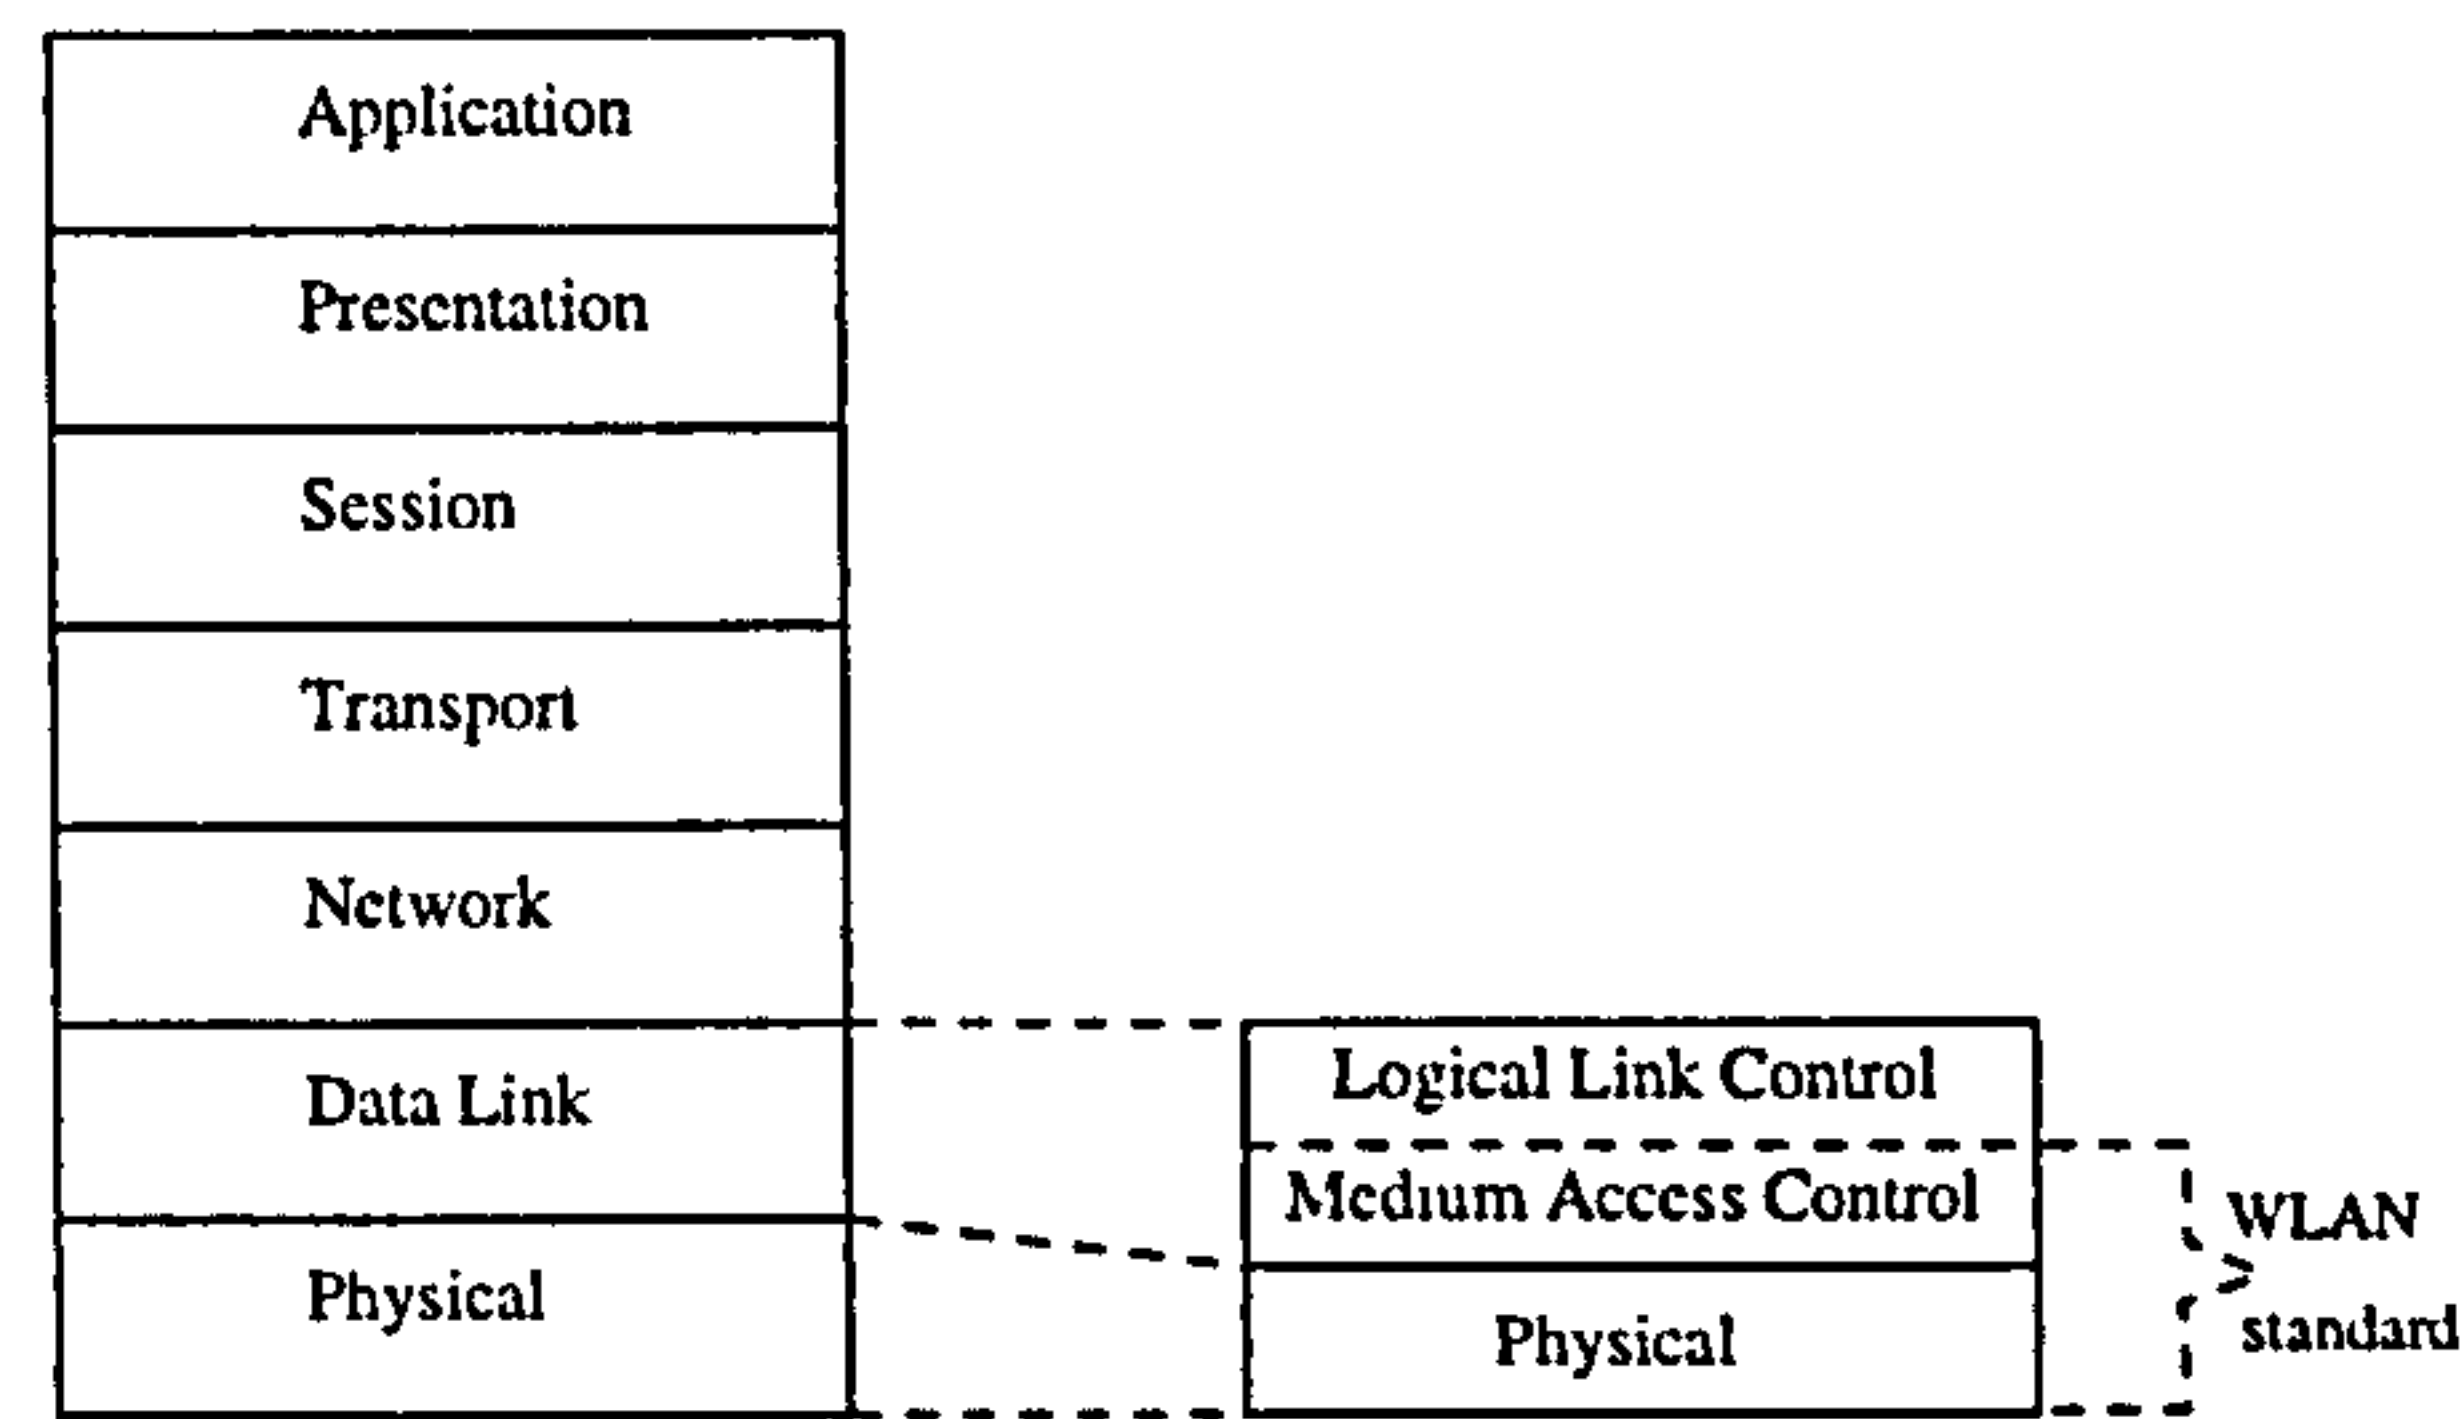 Application
Presentation
Session
Transport
Network
Data Link
Physical
Logical Link Control
Medium Access Control
Physical
WLAN
standard